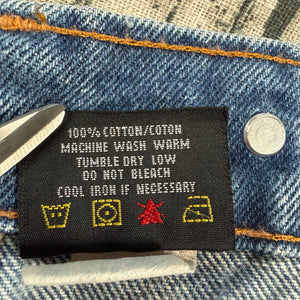 100% COTTON/COTON
MACHINE WASH WARM
TUMBLE DRY LOW
DO NOT BLEACH
COOL IRON IF NECESSARY